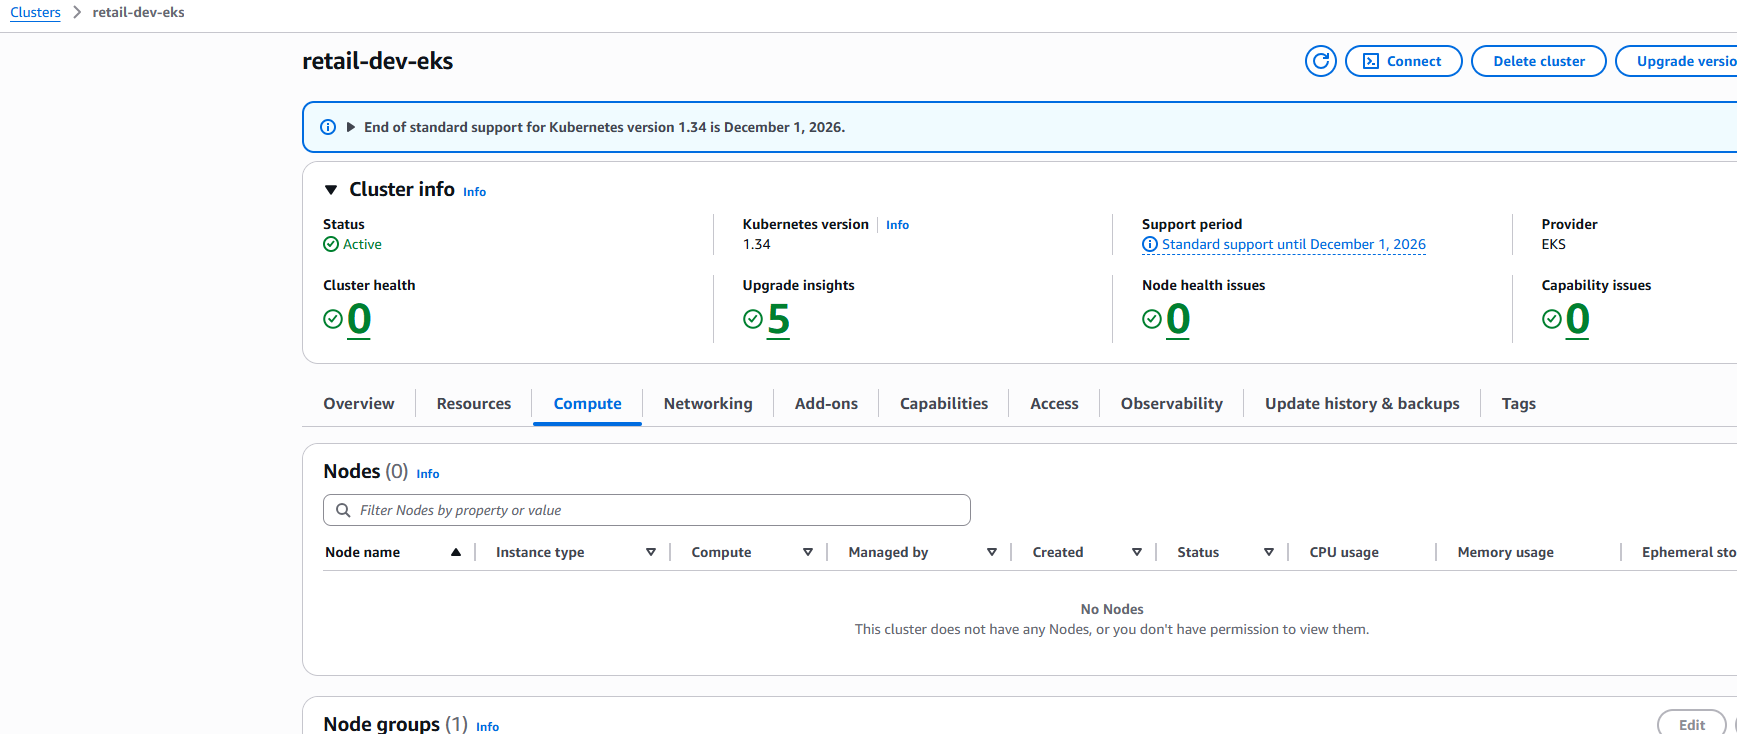 Clusters > retail-dev-eks
retail-dev-eks
Connect
Delete cluster
Upgrade versio
End of standard support for Kubernetes version 1.34 is December 1, 2026.
Cluster info Info
Status
Active
Kubernetes version Info
1.34
Support period
Standard support until December 1, 2026
Provider
EKS
Cluster health
0
Upgrade insights
5
Node health issues
0
Capability issues
0
Overview Resources Compute Networking Add-ons Capabilities Access Observability Update history & backups Tags
Nodes (0) Info
Filter Nodes by property or value
Node name Instance type Compute Managed by Created Status CPU usage Memory usage Ephemeral sto
No Nodes
This cluster does not have any Nodes, or you don't have permission to view them.
Node groups (1) Info
Edit